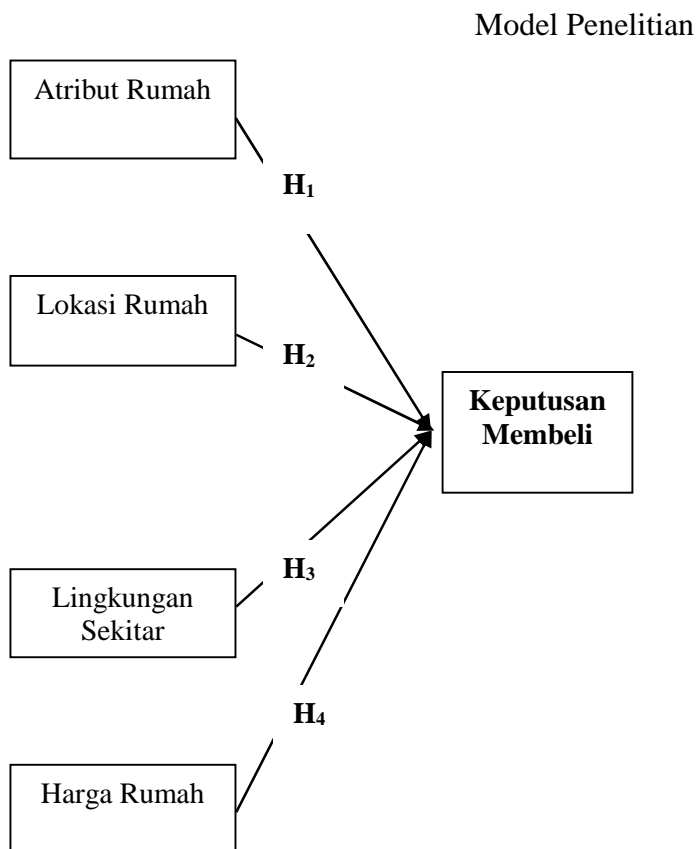 Model Penelitian
Atribut Rumah
H₁
Lokasi Rumah
H₂
Keputusan
Membeli
H₃
Lingkungan
Sekitar
H₄
Harga Rumah